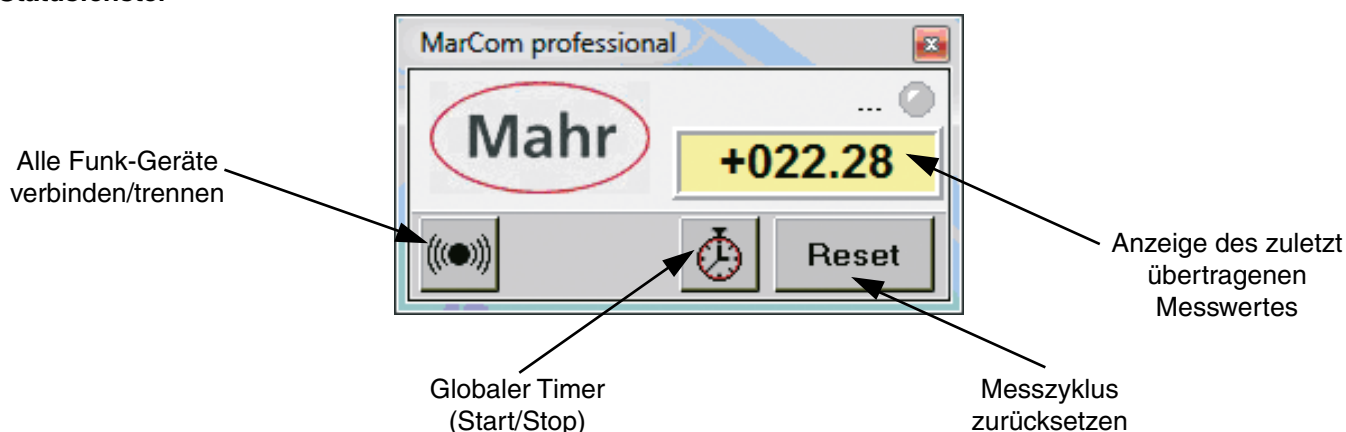 MarCom professional
Mahr
...
+022.28
Reset
Alle Funk-Geräte
verbinden/trennen
Anzeige des zuletzt
übertragenen
Messwertes
Globaler Timer
(Start/Stop)
Messzyklus
zurücksetzen